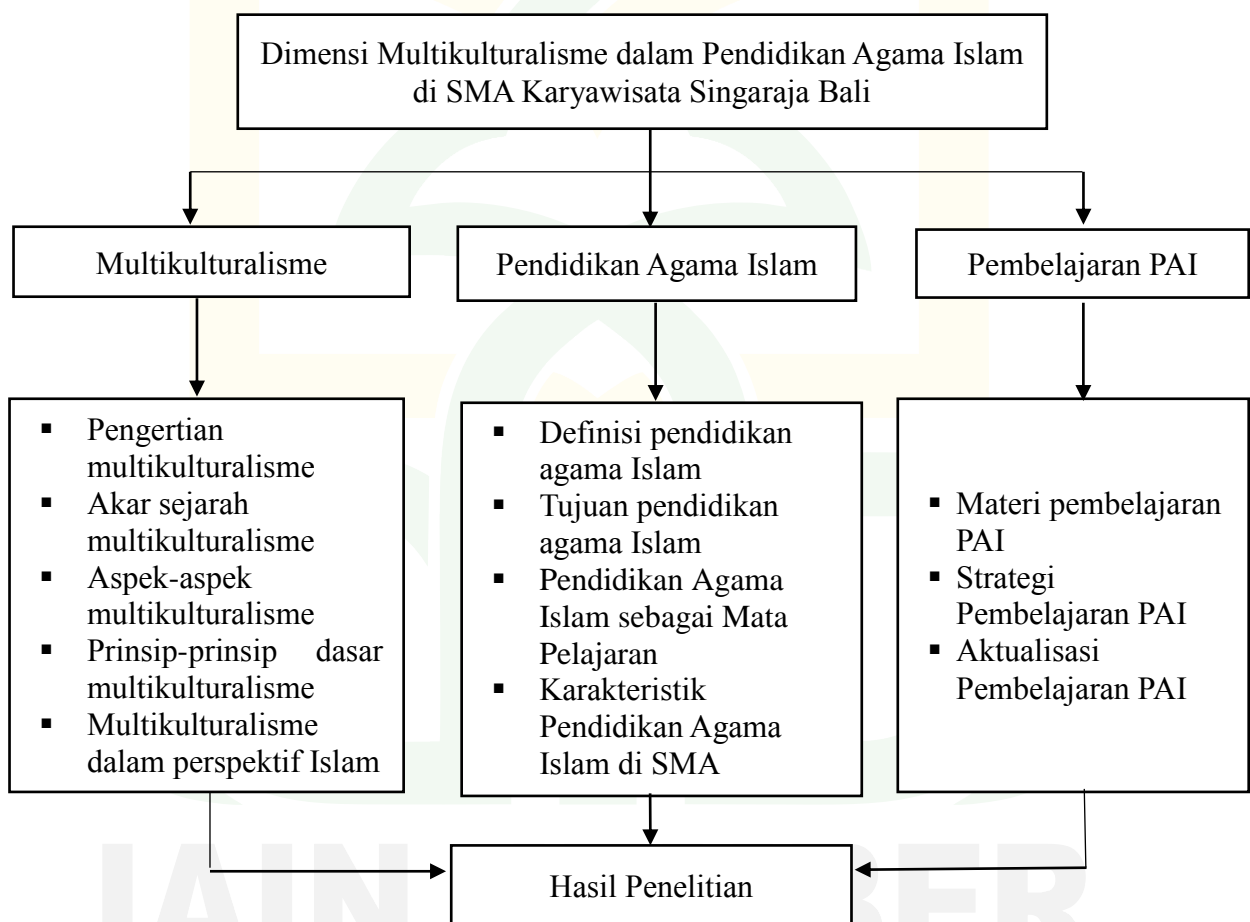 Dimensi Multikulturalisme dalam Pendidikan Agama Islam
di SMA Karyawisata Singaraja Bali
Multikulturalisme
Pendidikan Agama Islam
Pembelajaran PAI
▪ Pengertian
multikulturalisme
▪ Akar sejarah
multikulturalisme
▪ Aspek-aspek
multikulturalisme
▪ Prinsip-prinsip dasar
multikulturalisme
▪ Multikulturalisme
dalam perspektif Islam
▪ Definisi pendidikan
agama Islam
▪ Tujuan pendidikan
agama Islam
▪ Pendidikan Agama
Islam sebagai Mata
Pelajaran
▪ Karakteristik
Pendidikan Agama
Islam di SMA
▪ Materi pembelajaran
PAI
▪ Strategi
Pembelajaran PAI
▪ Aktualisasi
Pembelajaran PAI
Hasil Penelitian